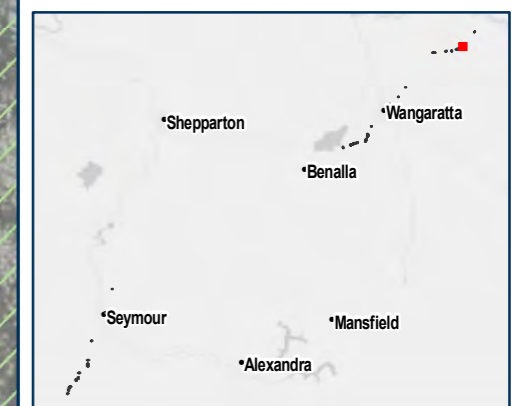 Wangaratta
Shepparton
Benalla
Seymour
Mansfield
Alexandra